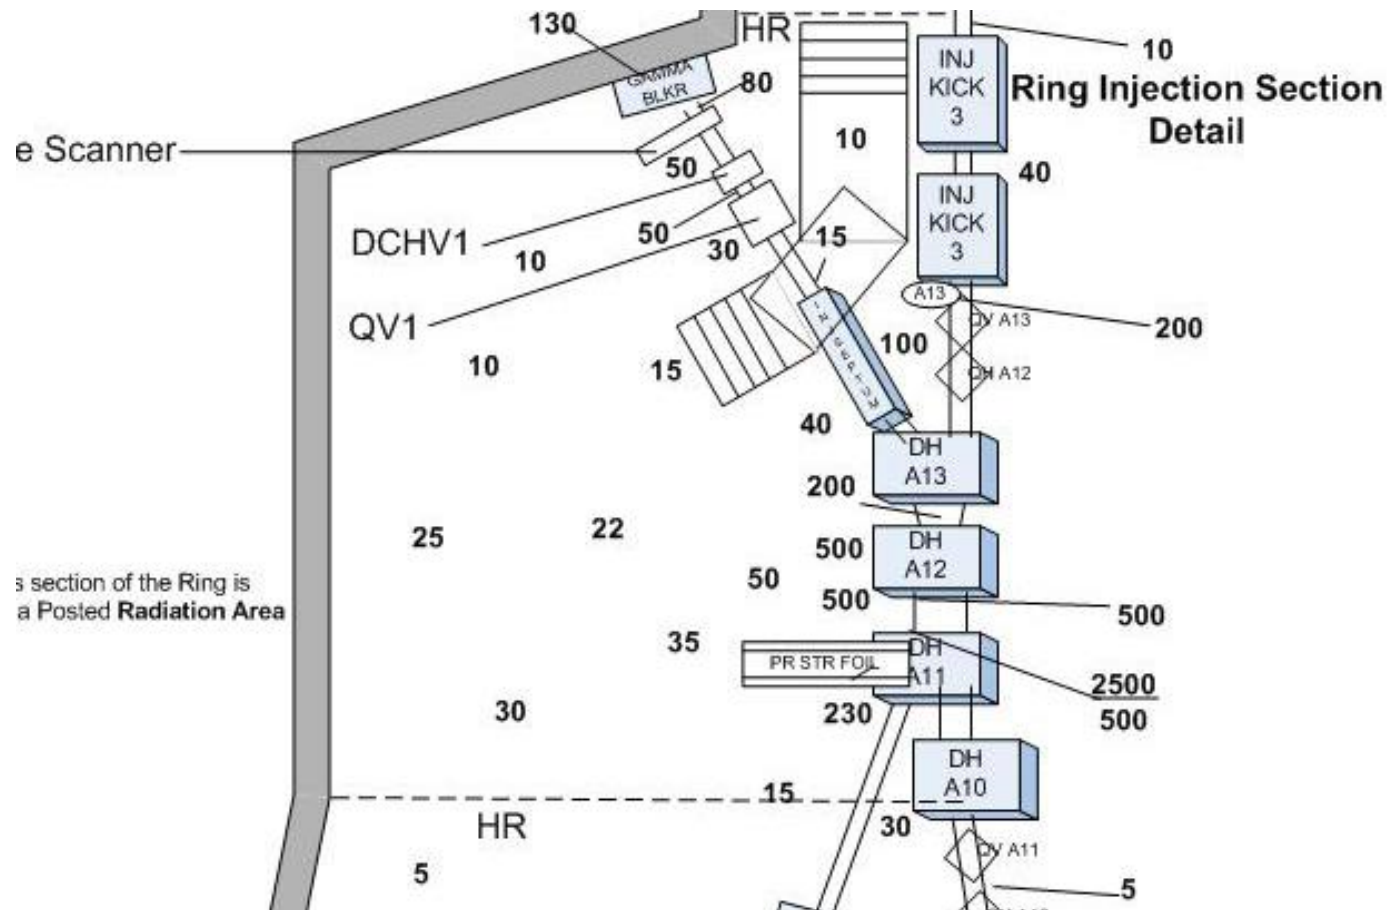 130
HR
10
INJ
KICK
3
Ring Injection Section
Detail
GAMMA
BLKR
80
10
e Scanner
50
40
INJ
KICK
3
DCHV1
50
30
15
10
A13
QV1
QV A13
200
100
10
15
QH A12
40
DH
A13
200
25
22
500
DH
A12
50
500
500
s section of the Ring is
a Posted Radiation Area
35
PR STR FOIL
DH
A11
2500
500
30
230
DH
A10
15
HR
30
QV A11
5
5